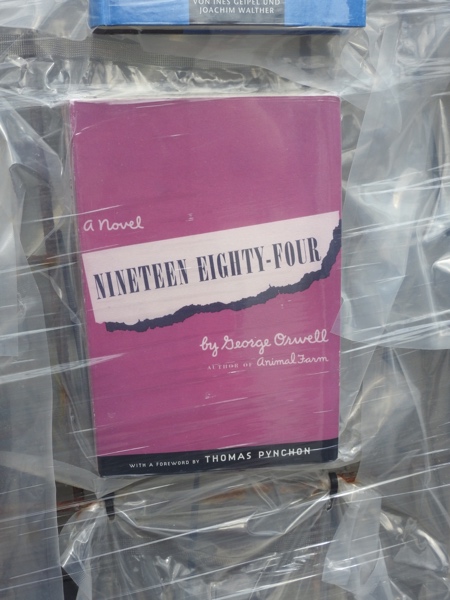 VON INES GEIPEL UND
JOACHIM WALTHER
a Novel
NINETEEN EIGHTY-FOUR
by George Orwell
AUTHOR OF Animal Farm
WITH A FOREWORD BY THOMAS PYNCHON